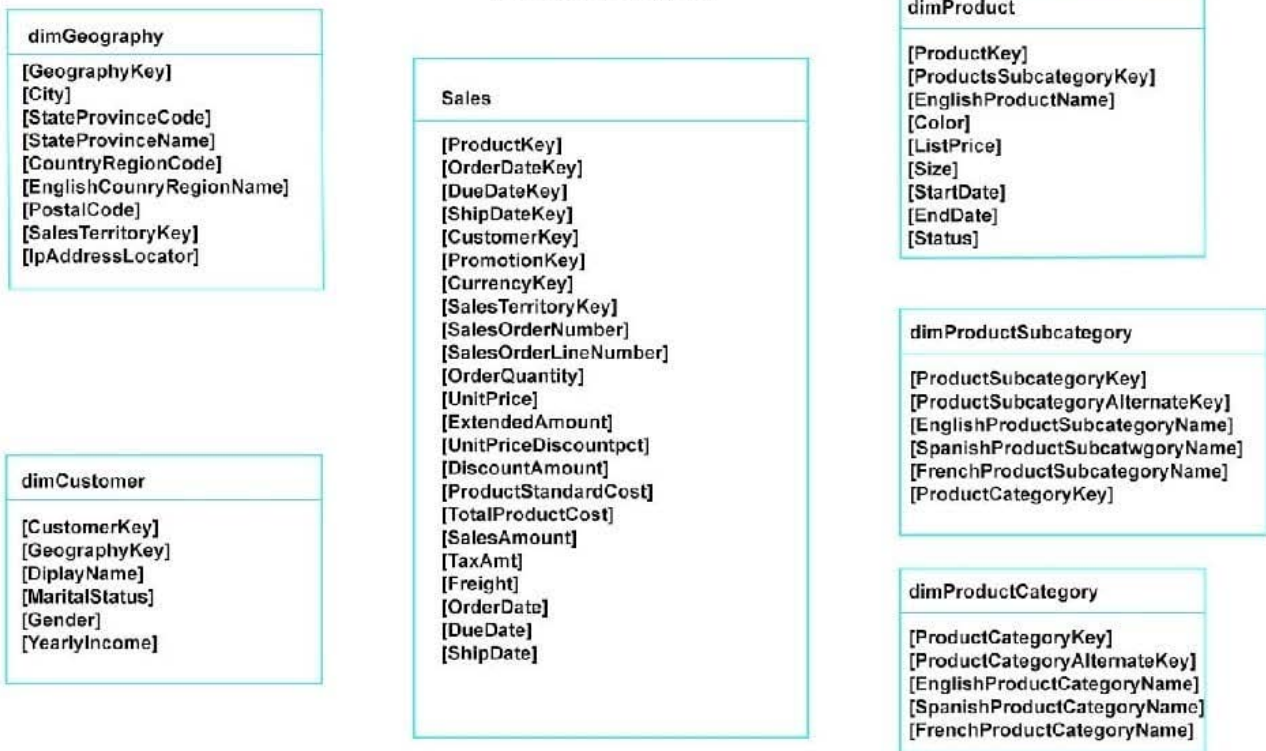 dimGeography
[GeographyKey]
[City]
[StateProvinceCode]
[StateProvinceName]
[CountryRegionCode]
[EnglishCounryRegionName]
[PostalCode]
[SalesTerritoryKey]
[IpAddressLocator]
dimCustomer
[CustomerKey]
[GeographyKey]
[DiplayName]
[MaritalStatus]
[Gender]
[YearlyIncome]
Sales
[ProductKey]
[OrderDateKey]
[DueDateKey]
[ShipDateKey]
[CustomerKey]
[PromotionKey]
[CurrencyKey]
[SalesTerritoryKey]
[SalesOrderNumber]
[SalesOrderLineNumber]
[OrderQuantity]
[UnitPrice]
[ExtendedAmount]
[UnitPriceDiscountpct]
[DiscountAmount]
[ProductStandardCost]
[TotalProductCost]
[SalesAmount]
[TaxAmt]
[Freight]
[OrderDate]
[DueDate]
[ShipDate]
dimProduct
[ProductKey]
[ProductsSubcategoryKey]
[EnglishProductName]
[Color]
[ListPrice]
[Size]
[StartDate]
[EndDate]
[Status]
dimProductSubcategory
[ProductSubcategoryKey]
[ProductSubcategoryAlternateKey]
[EnglishProductSubcategoryName]
[SpanishProductSubcatwgoryName]
[FrenchProductSubcategoryName]
[ProductCategoryKey]
dimProductCategory
[ProductCategoryKey]
[ProductCategoryAlternateKey]
[EnglishProductCategoryName]
[SpanishProductCategoryName]
[FrenchProductCategoryName]